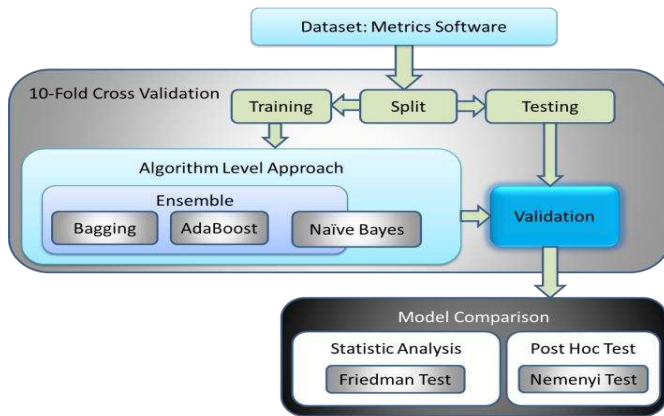 Dataset: Metrics Software
10-Fold Cross Validation
Training
Split
Testing
Algorithm Level Approach
Ensemble
Bagging
AdaBoost
Naïve Bayes
Validation
Model Comparison
Statistic Analysis
Friedman Test
Post Hoc Test
Nemenyi Test